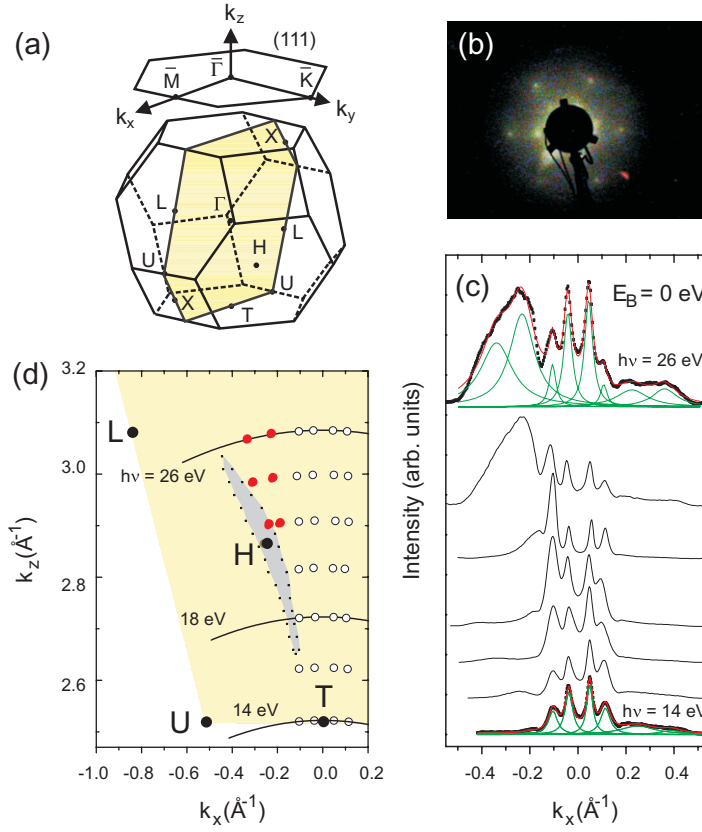 (a)
k_z
(111)
M̄ Γ̄ K̄
k_x k_y
X
L Γ L
H
U U
X
T
(b)
(c)
E_B = 0 eV
hν = 26 eV
hν = 14 eV
Intensity (arb. units)
-0.4 -0.2 0.0 0.2 0.4
k_x(Å⁻¹)
(d)
3.2
3.0
2.8
2.6
k_z(Å⁻¹)
L
hν = 26 eV
H
18 eV
U
14 eV
T
-1.0 -0.8 -0.6 -0.4 -0.2 0.0 0.2
k_x(Å⁻¹)